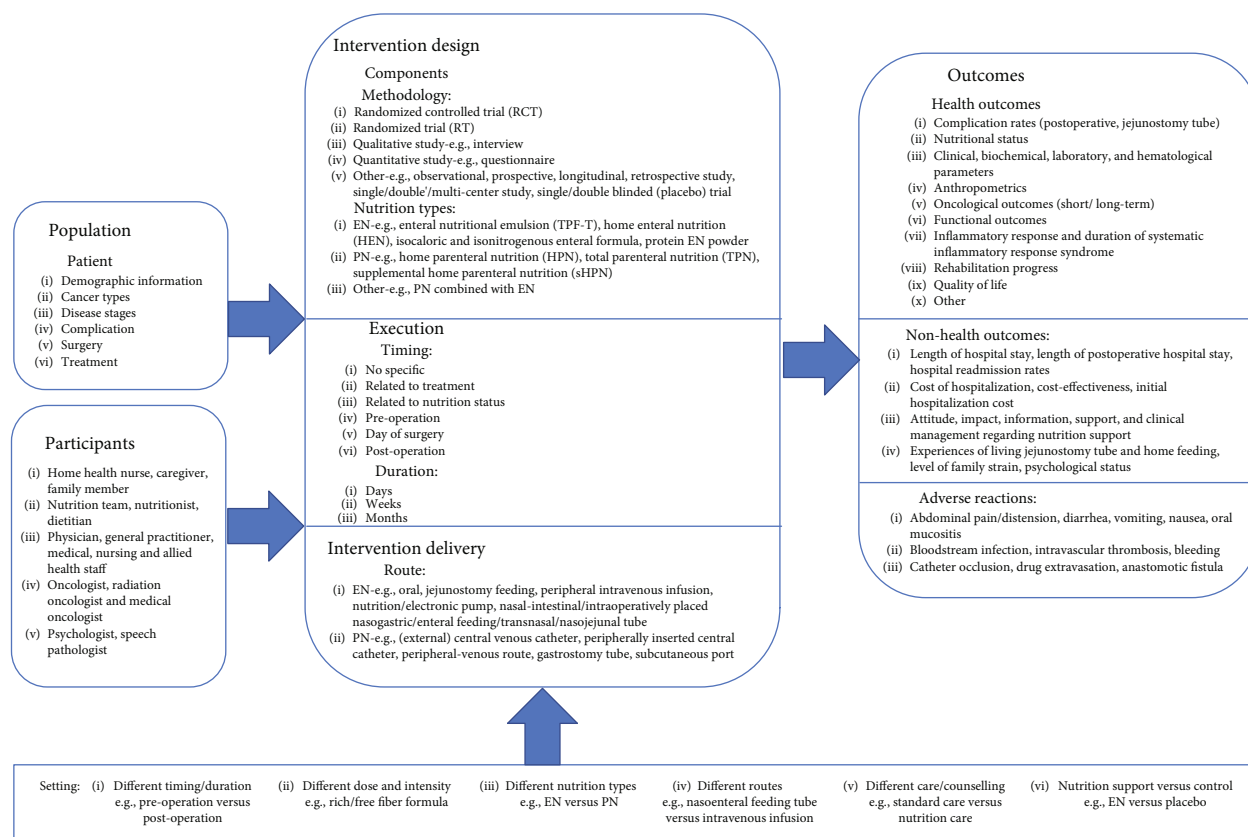 Population
Patient
(i) Demographic information
(ii) Cancer types
(iii) Disease stages
(iv) Complication
(v) Surgery
(vi) Treatment
Participants
(i) Home health nurse, caregiver,
family member
(ii) Nutrition team, nutritionist,
dietitian
(iii) Physician, general practitioner,
medical, nursing and allied
health staff
(iv) Oncologist, radiation
oncologist and medical
oncologist
(v) Psychologist, speech
pathologist
Intervention design
Components
Methodology:
(i) Randomized controlled trial (RCT)
(ii) Randomized trial (RT)
(iii) Qualitative study-e.g., interview
(iv) Quantitative study-e.g., questionnaire
(v) Other-e.g., observational, prospective, longitudinal, retrospective study,
single/double'/multi-center study, single/double blinded (placebo) trial
Nutrition types:
(i) EN-e.g., enteral nutritional emulsion (TPF-T), home enteral nutrition
(HEN), isocaloric and isonitrogenous enteral formula, protein EN powder
(ii) PN-e.g., home parenteral nutrition (HPN), total parenteral nutrition (TPN),
supplemental home parenteral nutrition (sHPN)
(iii) Other-e.g., PN combined with EN
Execution
Timing:
(i) No specific
(ii) Related to treatment
(iii) Related to nutrition status
(iv) Pre-operation
(v) Day of surgery
(vi) Post-operation
Duration:
(i) Days
(ii) Weeks
(iii) Months
Intervention delivery
Route:
(i) EN-e.g., oral, jejunostomy feeding, peripheral intravenous infusion,
nutrition/electronic pump, nasal-intestinal/intraoperatively placed
nasogastric/enteral feeding/transnasal/nasojejunal tube
(ii) PN-e.g., (external) central venous catheter, peripherally inserted central
catheter, peripheral-venous route, gastrostomy tube, subcutaneous port
Outcomes
Health outcomes
(i) Complication rates (postoperative, jejunostomy tube)
(ii) Nutritional status
(iii) Clinical, biochemical, laboratory, and hematological
parameters
(iv) Anthropometrics
(v) Oncological outcomes (short/ long-term)
(vi) Functional outcomes
(vii) Inflammatory response and duration of systematic
inflammatory response syndrome
(viii) Rehabilitation progress
(ix) Quality of life
(x) Other
Non-health outcomes:
(i) Length of hospital stay, length of postoperative hospital stay,
hospital readmission rates
(ii) Cost of hospitalization, cost-effectiveness, initial
hospitalization cost
(iii) Attitude, impact, information, support, and clinical
management regarding nutrition support
(iv) Experiences of living jejunostomy tube and home feeding,
level of family strain, psychological status
Adverse reactions:
(i) Abdominal pain/distension, diarrhea, vomiting, nausea, oral
mucositis
(ii) Bloodstream infection, intravascular thrombosis, bleeding
(iii) Catheter occlusion, drug extravasation, anastomotic fistula
Setting:
(i) Different timing/duration
e.g., pre-operation versus
post-operation
(ii) Different dose and intensity
e.g., rich/free fiber formula
(iii) Different nutrition types
e.g., EN versus PN
(iv) Different routes
e.g., nasoenteral feeding tube
versus intravenous infusion
(v) Different care/counselling
e.g., standard care versus
nutrition care
(vi) Nutrition support versus control
e.g., EN versus placebo